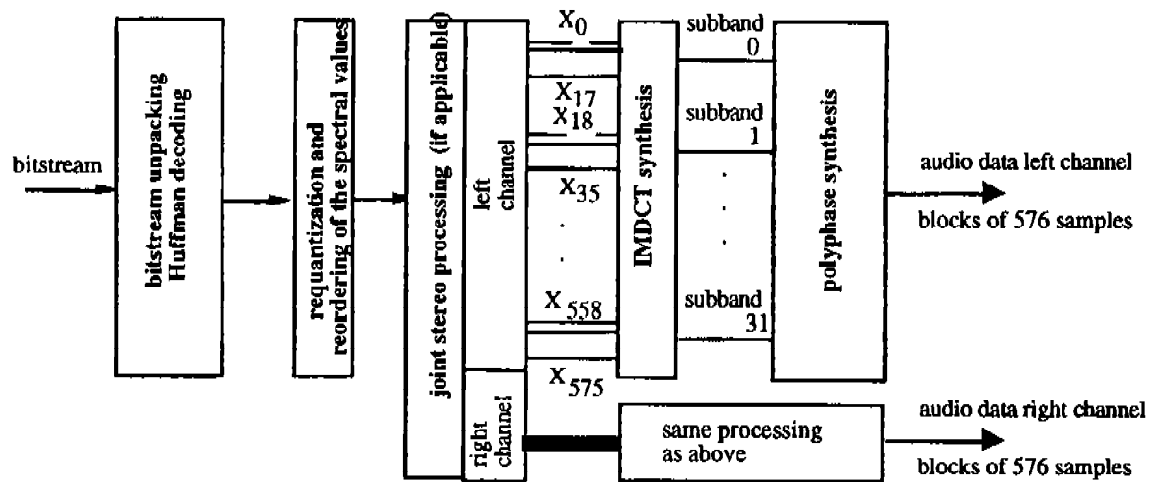 bitstream
bitstream unpacking
Huffman decoding
requantization and
reordering of the spectral values
joint stereo processing (if applicable)
left
channel
right
channel
X0
X17
X18
X35
X558
X575
IMDCT synthesis
subband
0
subband
1
subband
31
polyphase synthesis
audio data left channel
blocks of 576 samples
same processing
as above
audio data right channel
blocks of 576 samples